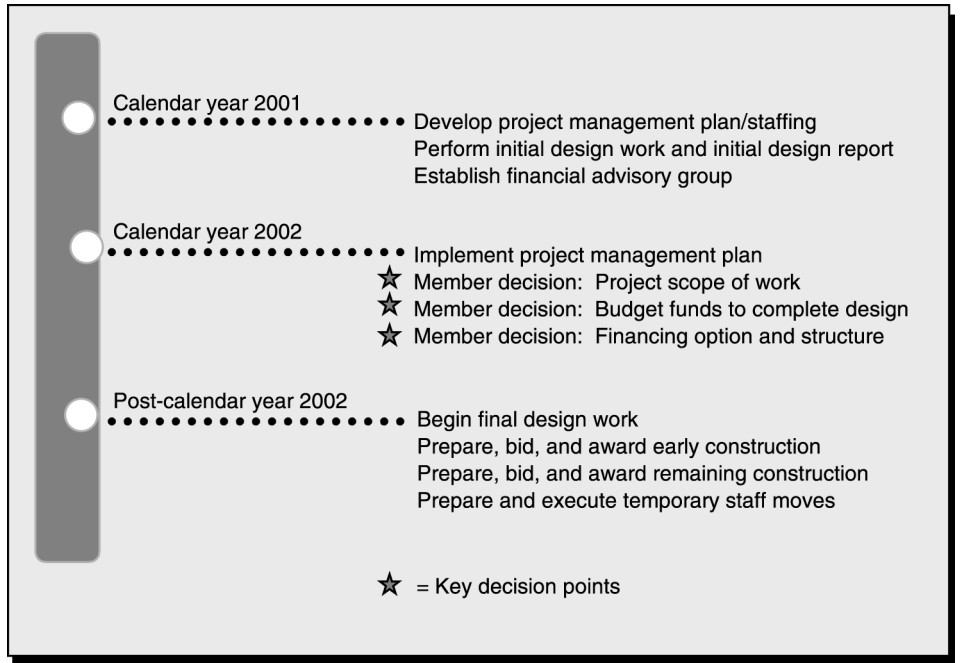 Calendar year 2001
Develop project management plan/staffing
Perform initial design work and initial design report
Establish financial advisory group
Calendar year 2002
Implement project management plan
Member decision:  Project scope of work
Member decision:  Budget funds to complete design
Member decision:  Financing option and structure
Post-calendar year 2002
Begin final design work
Prepare, bid, and award early construction
Prepare, bid, and award remaining construction
Prepare and execute temporary staff moves
= Key decision points